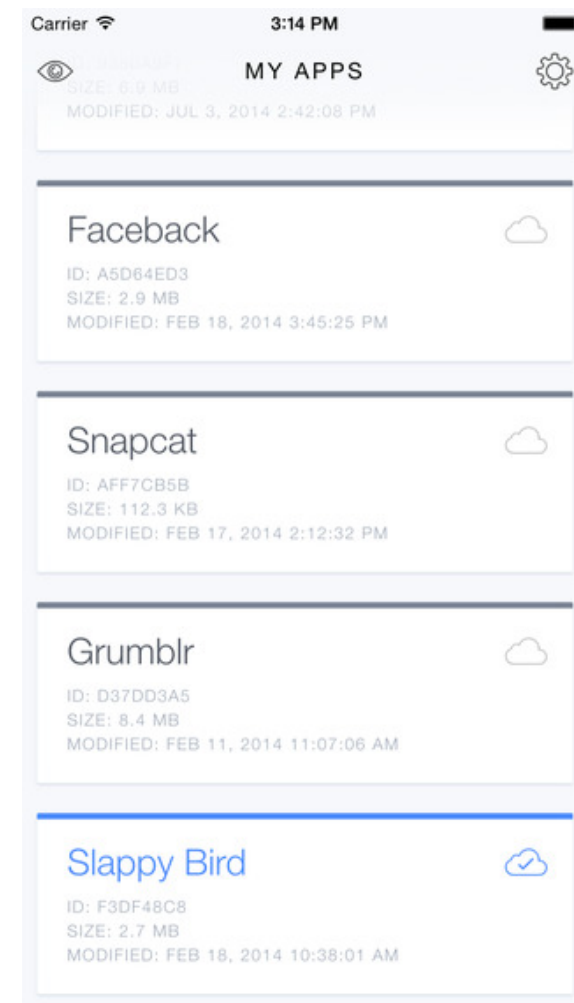 Carrier
3:14 PM
MY APPS
SIZE: 6.9 MB
MODIFIED: JUL 3, 2014 2:42:08 PM
Faceback
ID: A5D64ED3
SIZE: 2.9 MB
MODIFIED: FEB 18, 2014 3:45:25 PM
Snapcat
ID: AFF7CB5B
SIZE: 112.3 KB
MODIFIED: FEB 17, 2014 2:12:32 PM
Grumblr
ID: D37DD3A5
SIZE: 8.4 MB
MODIFIED: FEB 11, 2014 11:07:06 AM
Slappy Bird
ID: F3DF48C8
SIZE: 2.7 MB
MODIFIED: FEB 18, 2014 10:38:01 AM